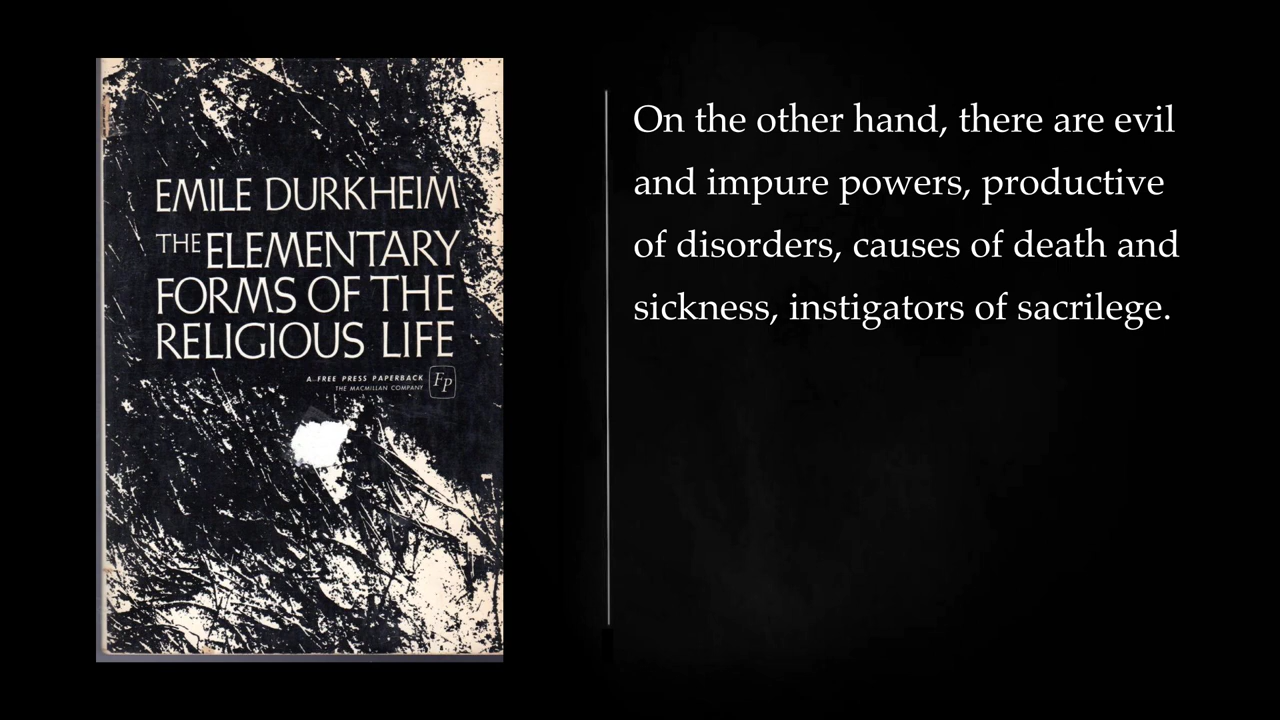 EMILE DURKHEIM
THE ELEMENTARY
FORMS OF THE
RELIGIOUS LIFE
A FREE PRESS PAPERBACK
THE MACMILLAN COMPANY
Fp
On the other hand, there are evil
and impure powers, productive
of disorders, causes of death and
sickness, instigators of sacrilege.